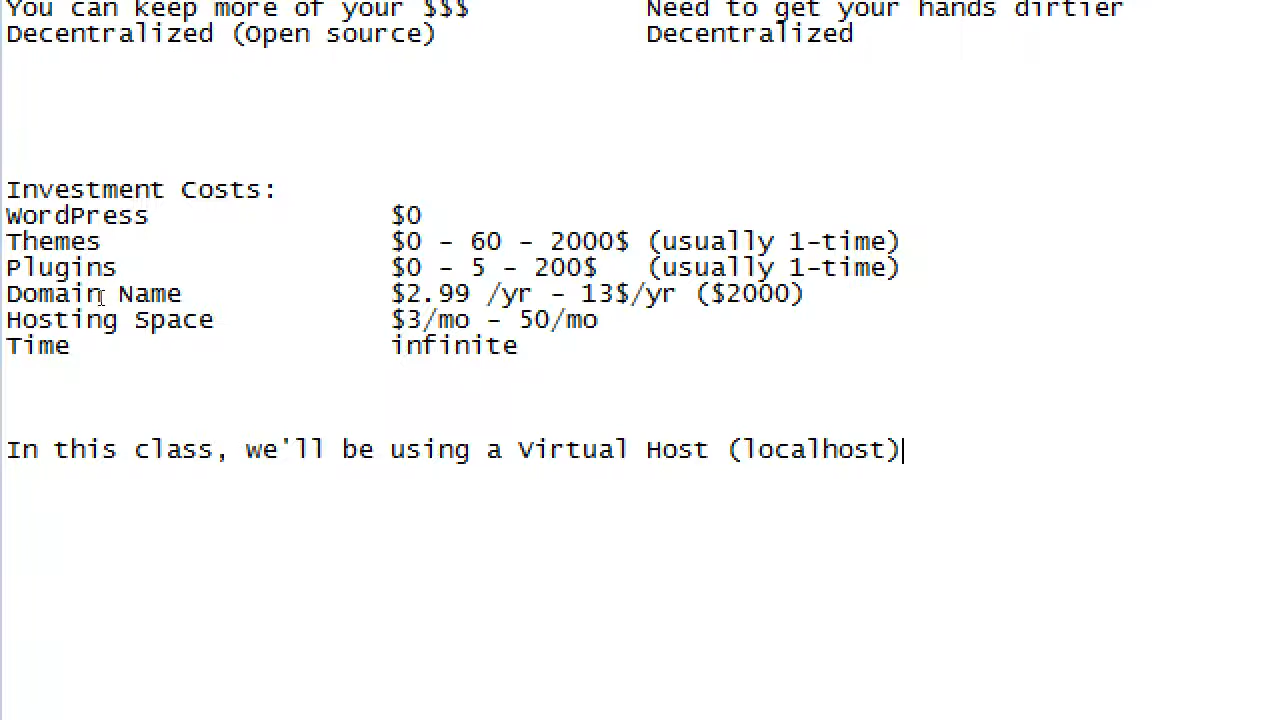 You can keep more of your $$$ Need to get your hands dirtier
Decentralized (Open source) Decentralized
Investment Costs:
WordPress $0
Themes $0 - 60 - 2000$ (usually 1-time)
Plugins $0 - 5 - 200$ (usually 1-time)
Domain Name $2.99 /yr - 13$/yr ($2000)
Hosting Space $3/mo - 50/mo
Time infinite
In this class, we'll be using a Virtual Host (localhost)